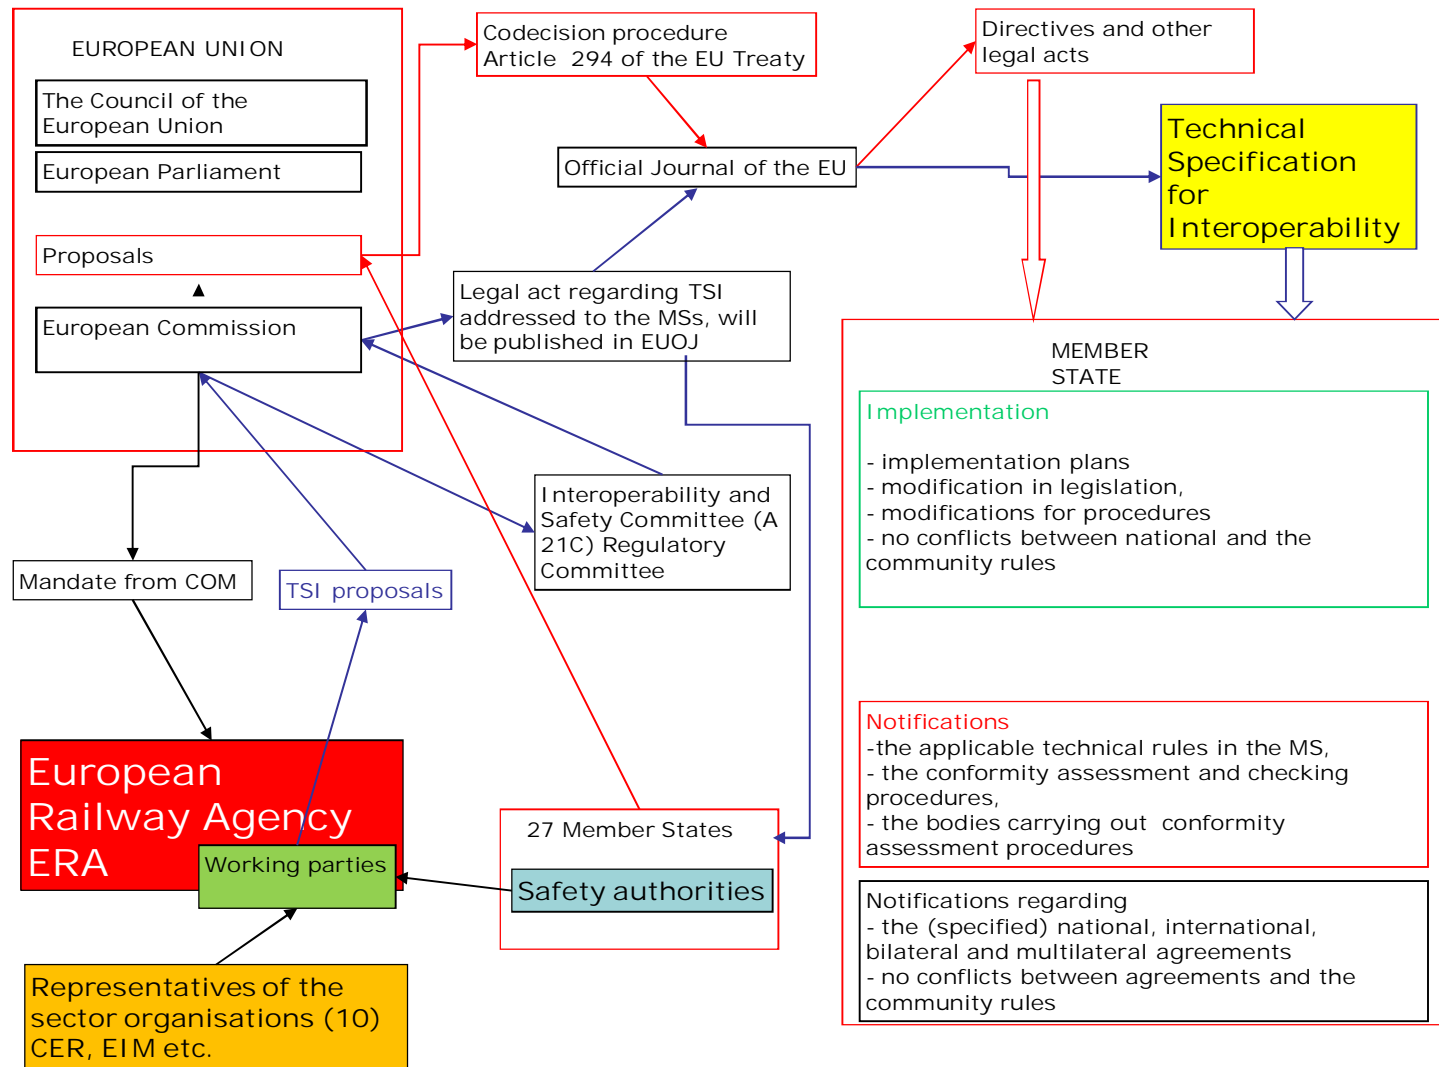 EUROPEAN UNION
The Council of the
European Union
European Parliament
Proposals
European Commission
Codecision procedure
Article 294 of the EU Treaty
Directives and other
legal acts
Official Journal of the EU
Technical
Specification
for
Interoperability
Legal act regarding TSI
addressed to the MSs, will
be published in EUOJ
Interoperability and
Safety Committee (A
21C) Regulatory
Committee
Mandate from COM
TSI proposals
European
Railway Agency
ERA
Working parties
27 Member States
Safety authorities
Representatives of the
sector organisations (10)
CER, EIM etc.
MEMBER
STATE
Implementation
- implementation plans
- modification in legislation,
- modifications for procedures
- no conflicts between national and the
community rules
Notifications
-the applicable technical rules in the MS,
- the conformity assessment and checking
procedures,
- the bodies carrying out conformity
assessment procedures
Notifications regarding
- the (specified) national, international,
bilateral and multilateral agreements
- no conflicts between agreements and the
community rules